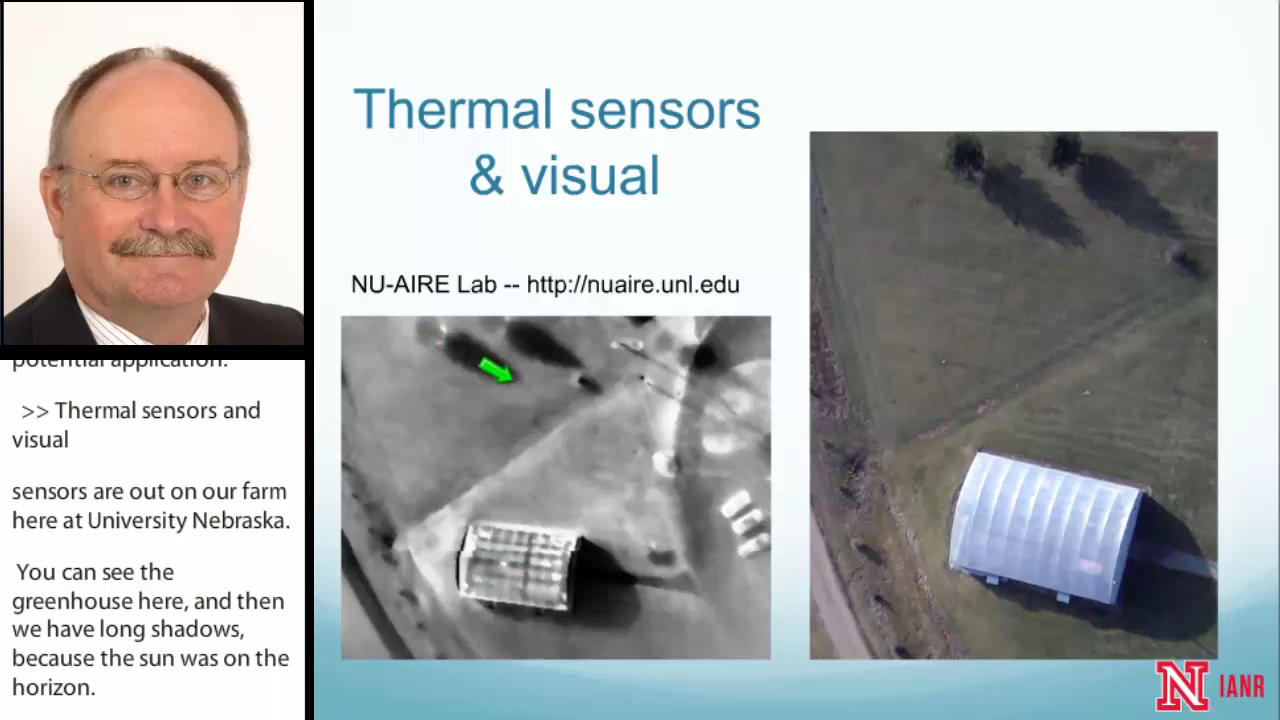 Thermal sensors
& visual
NU-AIRE Lab -- http://nuaire.unl.edu
potential application.
>> Thermal sensors and
visual
sensors are out on our farm
here at University Nebraska.
You can see the
greenhouse here, and then
we have long shadows,
because the sun was on the
horizon.
N IANR